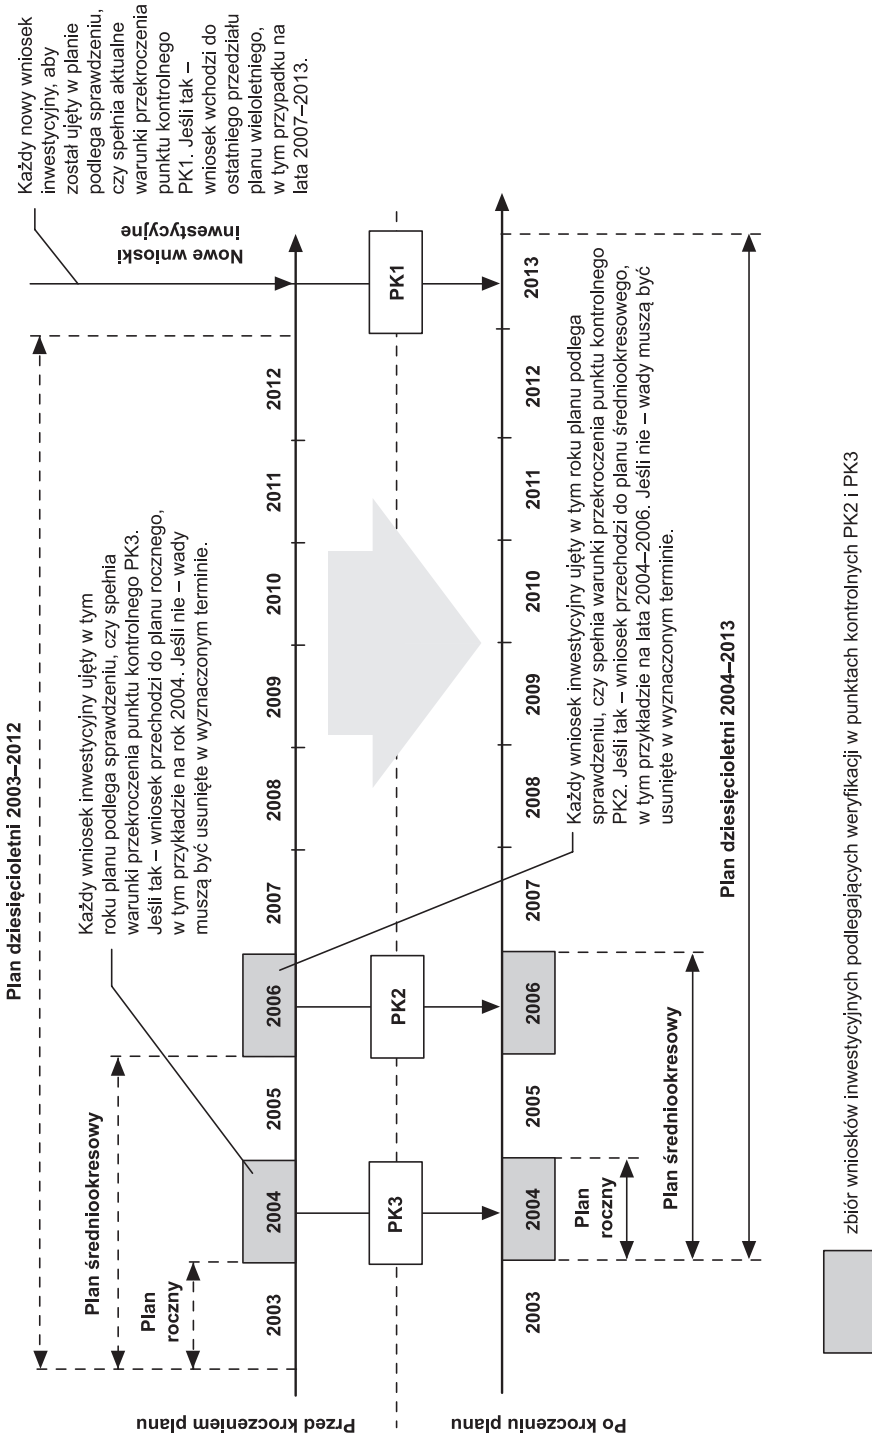 Każdy nowy wniosek
inwestycyjny, aby
został ujęty w planie
podlega sprawdzeniu,
czy spełnia aktualne
warunki przekroczenia
punktu kontrolnego
PK1. Jeśli tak –
wniosek wchodzi do
ostatniego przedziału
planu wieloletniego,
w tym przypadku na
lata 2007–2013.
Nowe wnioski
inwestycyjne
Plan dziesięcioletni 2003–2012
Każdy wniosek inwestycyjny ujęty w tym
roku planu podlega sprawdzeniu, czy spełnia
warunki przekroczenia punktu kontrolnego PK3.
Jeśli tak – wniosek przechodzi do planu rocznego,
w tym przykładzie na rok 2004. Jeśli nie – wady
muszą być usunięte w wyznaczonym terminie.
Plan średniookresowy
Plan
roczny
Przed kroczeniem planu
2003
2004
2005
2006
2007
2008
2009
2010
2011
2012
PK3
PK2
PK1
Po kroczeniu planu
2003
2004
2005
2006
2007
2008
2009
2010
2011
2012
2013
Każdy wniosek inwestycyjny ujęty w tym roku planu podlega
sprawdzeniu, czy spełnia warunki przekroczenia punktu kontrolnego
PK2. Jeśli tak – wniosek przechodzi do planu średniookresowego,
w tym przykładzie na lata 2004–2006. Jeśli nie – wady muszą być
usunięte w wyznaczonym terminie.
Plan
roczny
Plan średniookresowy
Plan dziesięcioletni 2004–2013
zbiór wniosków inwestycyjnych podlegających weryfikacji w punktach kontrolnych PK2 i PK3